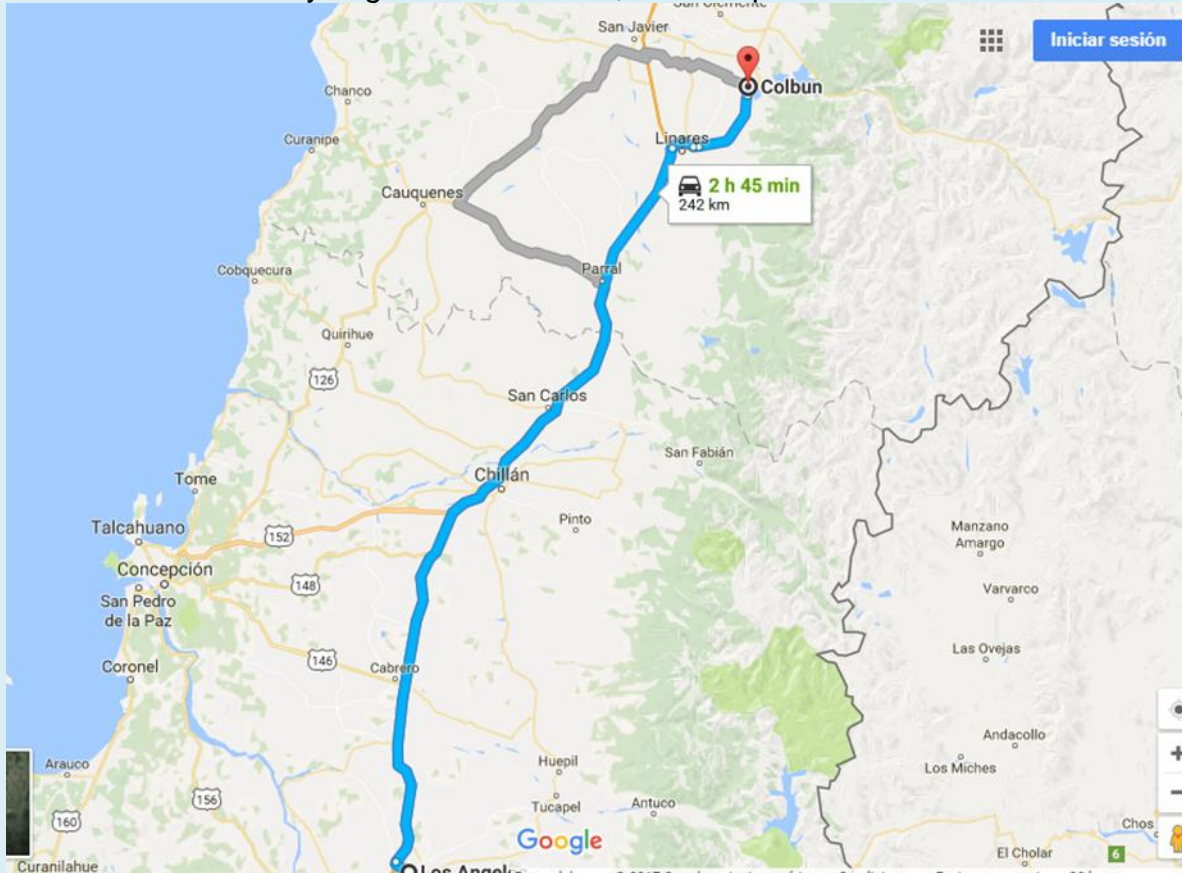 San Clemente
San Javier
Iniciar sesión
Colbun
Chanco
Curanipe
Linares
2 h 45 min
242 km
Cauquenes
Cobquecura
Parral
Quirihue
126
San Carlos
San Fabián
Chillán
Tome
Pinto
Talcahuano
152
Manzano
Amargo
Concepción
148
Varvarco
San Pedro
de la Paz
146
Las Ovejas
Coronel
Cabrero
Andacollo
Arauco
Huepil
Los Miches
156
Tucapel
Antuco
160
Google
Chos
El Cholar
6
Curanilahue